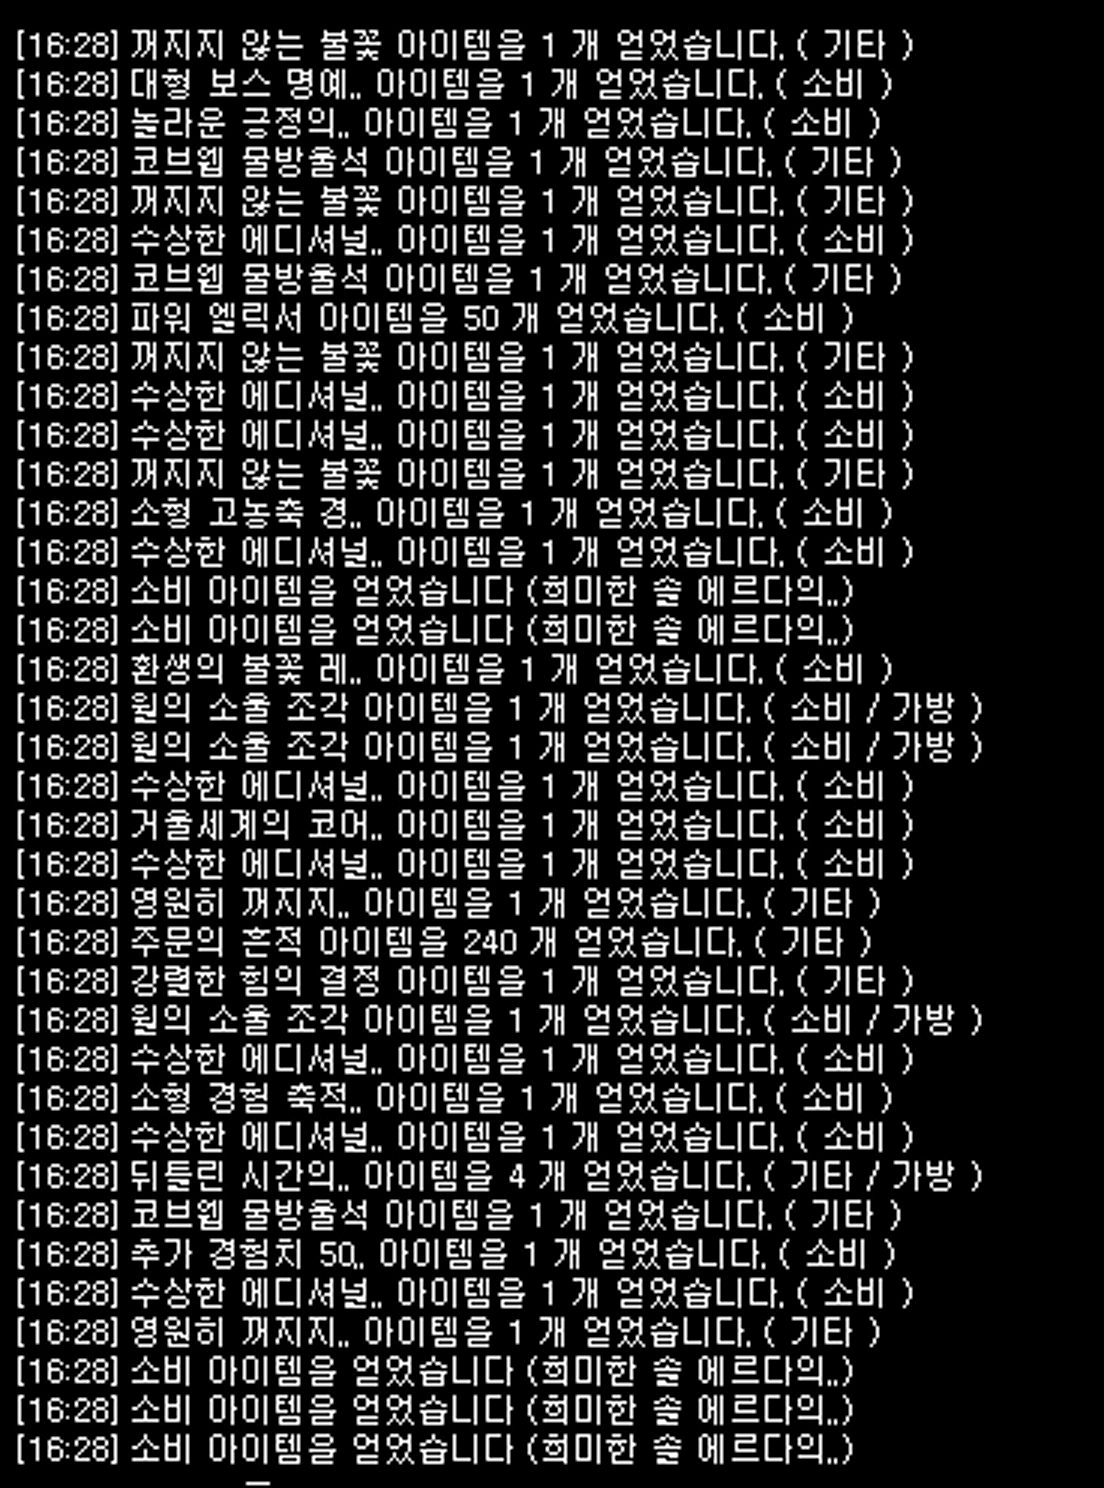 [16:28] 꺼지지 않는 불꽃 아이템을 1 개 얻었습니다. ( 기타 )
[16:28] 대형 보스 명예.. 아이템을 1 개 얻었습니다. ( 소비 )
[16:28] 놀라운 긍정의.. 아이템을 1 개 얻었습니다. ( 소비 )
[16:28] 코브웹 물방울석 아이템을 1 개 얻었습니다. ( 기타 )
[16:28] 꺼지지 않는 불꽃 아이템을 1 개 얻었습니다. ( 기타 )
[16:28] 수상한 에디셔널.. 아이템을 1 개 얻었습니다. ( 소비 )
[16:28] 코브웹 물방울석 아이템을 1 개 얻었습니다. ( 기타 )
[16:28] 파워 엘릭서 아이템을 50 개 얻었습니다. ( 소비 )
[16:28] 꺼지지 않는 불꽃 아이템을 1 개 얻었습니다. ( 기타 )
[16:28] 수상한 에디셔널.. 아이템을 1 개 얻었습니다. ( 소비 )
[16:28] 수상한 에디셔널.. 아이템을 1 개 얻었습니다. ( 소비 )
[16:28] 꺼지지 않는 불꽃 아이템을 1 개 얻었습니다. ( 기타 )
[16:28] 소형 고농축 경.. 아이템을 1 개 얻었습니다. ( 소비 )
[16:28] 수상한 에디셔널.. 아이템을 1 개 얻었습니다. ( 소비 )
[16:28] 소비 아이템을 얻었습니다 (희미한 솔 에르다의..)
[16:28] 소비 아이템을 얻었습니다 (희미한 솔 에르다의..)
[16:28] 환생의 불꽃 레.. 아이템을 1 개 얻었습니다. ( 소비 )
[16:28] 윌의 소울 조각 아이템을 1 개 얻었습니다. ( 소비 / 가방 )
[16:28] 윌의 소울 조각 아이템을 1 개 얻었습니다. ( 소비 / 가방 )
[16:28] 수상한 에디셔널.. 아이템을 1 개 얻었습니다. ( 소비 )
[16:28] 거울세계의 코어.. 아이템을 1 개 얻었습니다. ( 소비 )
[16:28] 수상한 에디셔널.. 아이템을 1 개 얻었습니다. ( 소비 )
[16:28] 영원히 꺼지지.. 아이템을 1 개 얻었습니다. ( 기타 )
[16:28] 주문의 흔적 아이템을 240 개 얻었습니다. ( 기타 )
[16:28] 강렬한 힘의 결정 아이템을 1 개 얻었습니다. ( 기타 )
[16:28] 윌의 소울 조각 아이템을 1 개 얻었습니다. ( 소비 / 가방 )
[16:28] 수상한 에디셔널.. 아이템을 1 개 얻었습니다. ( 소비 )
[16:28] 소형 경험 축적.. 아이템을 1 개 얻었습니다. ( 소비 )
[16:28] 수상한 에디셔널.. 아이템을 1 개 얻었습니다. ( 소비 )
[16:28] 뒤틀린 시간의.. 아이템을 4 개 얻었습니다. ( 기타 / 가방 )
[16:28] 코브웹 물방울석 아이템을 1 개 얻었습니다. ( 기타 )
[16:28] 추가 경험치 50.. 아이템을 1 개 얻었습니다. ( 소비 )
[16:28] 수상한 에디셔널.. 아이템을 1 개 얻었습니다. ( 소비 )
[16:28] 영원히 꺼지지.. 아이템을 1 개 얻었습니다. ( 기타 )
[16:28] 소비 아이템을 얻었습니다 (희미한 솔 에르다의..)
[16:28] 소비 아이템을 얻었습니다 (희미한 솔 에르다의..)
[16:28] 소비 아이템을 얻었습니다 (희미한 솔 에르다의..)